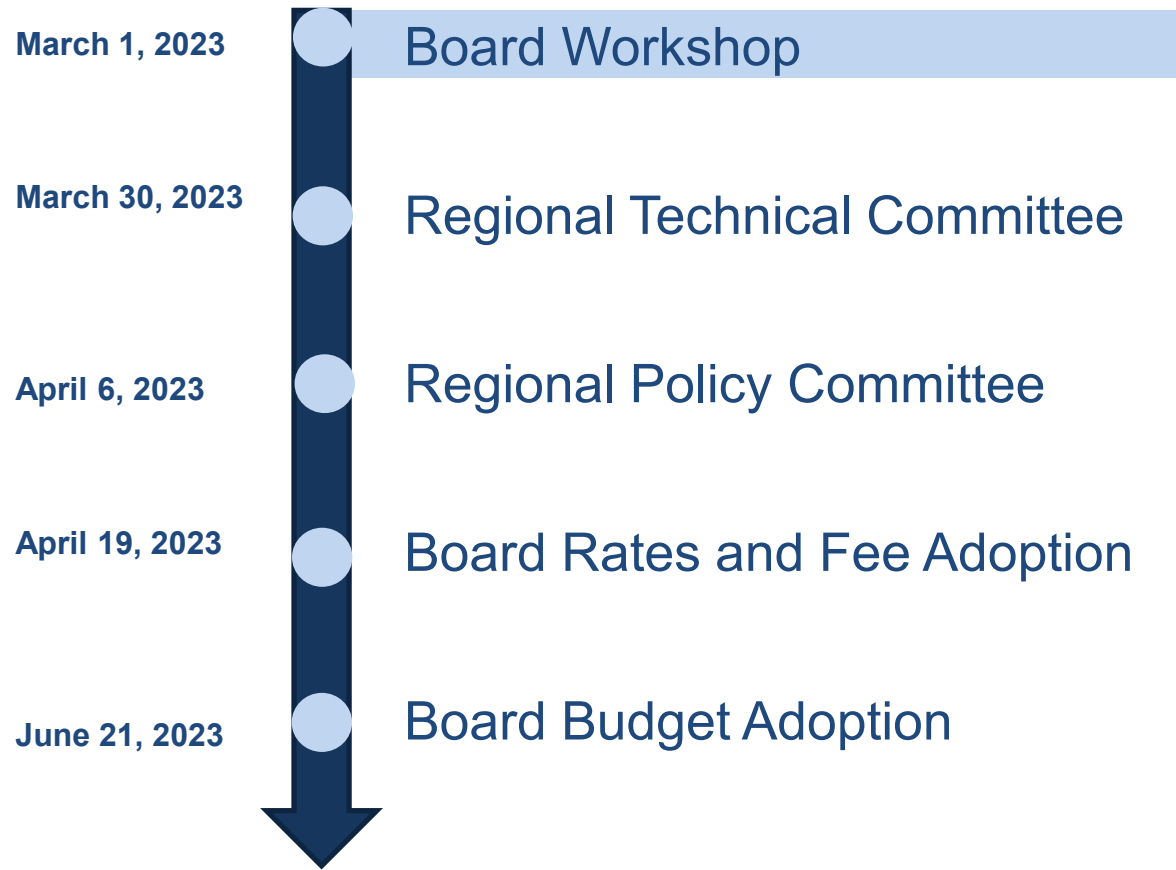 March 1, 2023
Board Workshop
March 30, 2023
Regional Technical Committee
April 6, 2023
Regional Policy Committee
April 19, 2023
Board Rates and Fee Adoption
June 21, 2023
Board Budget Adoption